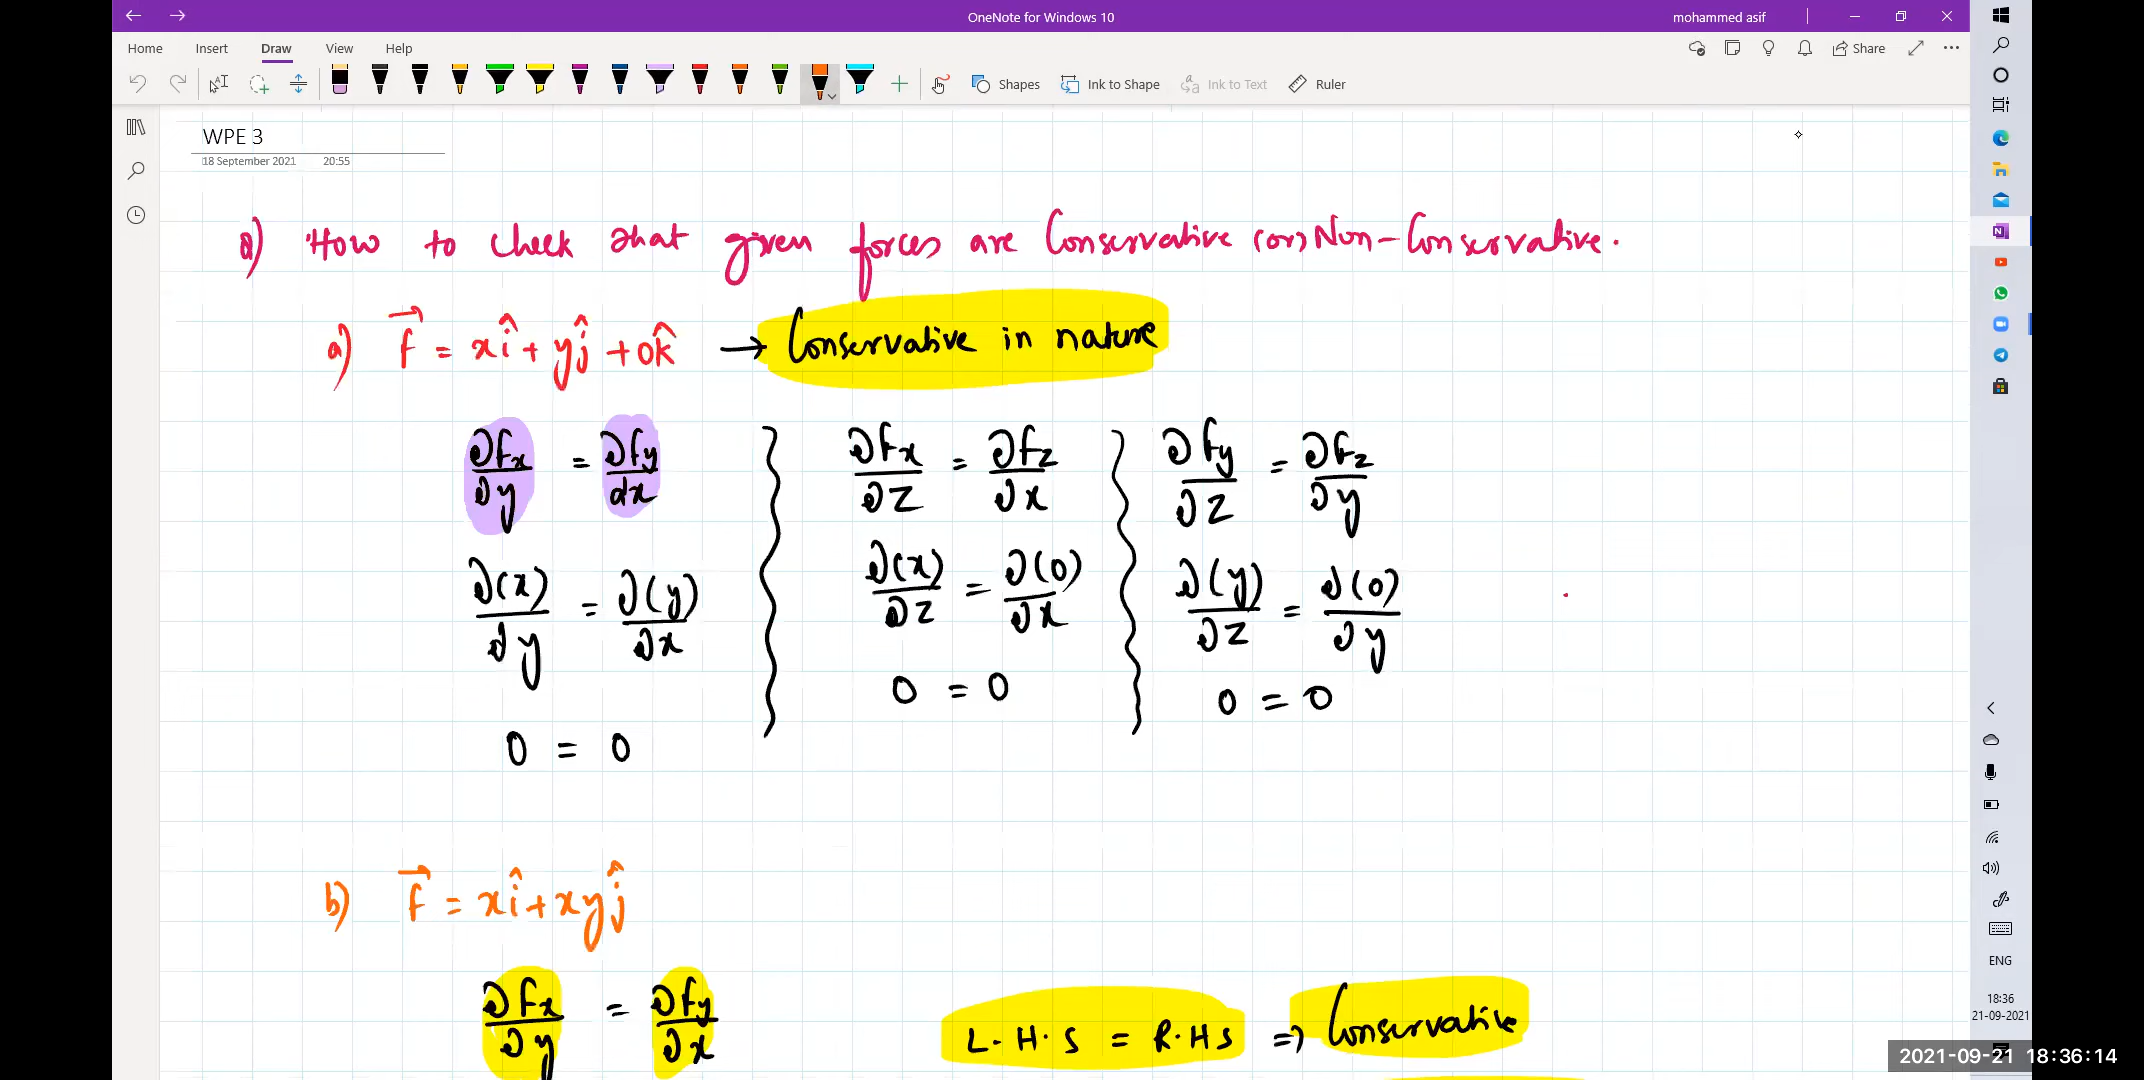 OneNote for Windows 10
mohammed asif
Home Insert Draw View Help
Share
Shapes Ink to Shape Ink to Text Ruler
WPE 3
18 September 2021 20:55
Q) How to check that given forces are Conservative (or) Non-Conservative.
a) F⃗ = xî + yĵ + 0k̂ → Conservative in nature
∂Fx/∂y = ∂Fy/dx } ∂Fx/∂z = ∂Fz/∂x } ∂Fy/∂z = ∂Fz/∂y
∂(x)/∂y = ∂(y)/∂x ∂(x)/∂z = ∂(0)/∂x ∂(y)/∂z = ∂(0)/∂y
0 = 0 0 = 0 0 = 0
b) F⃗ = xî + xyĵ
∂Fx/∂y = ∂Fy/∂x L.H.S = R.H.S ⇒ Conservative
ENG
18:36
21-09-2021
2021-09-21 18:36:14